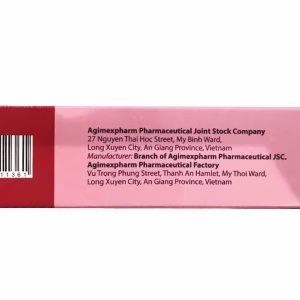 Agimexpharm Pharmaceutical Joint Stock Company
27 Nguyen Thai Hoc Street, My Binh Ward,
Long Xuyen City, An Giang Province, Vietnam
Manufacturer: Branch of Agimexpharm Pharmaceutical JSC.
Agimexpharm Pharmaceutical Factory
Vu Trong Phung Street, Thanh An Hamlet, My Thoi Ward,
Long Xuyen City, An Giang Province, Vietnam
11361